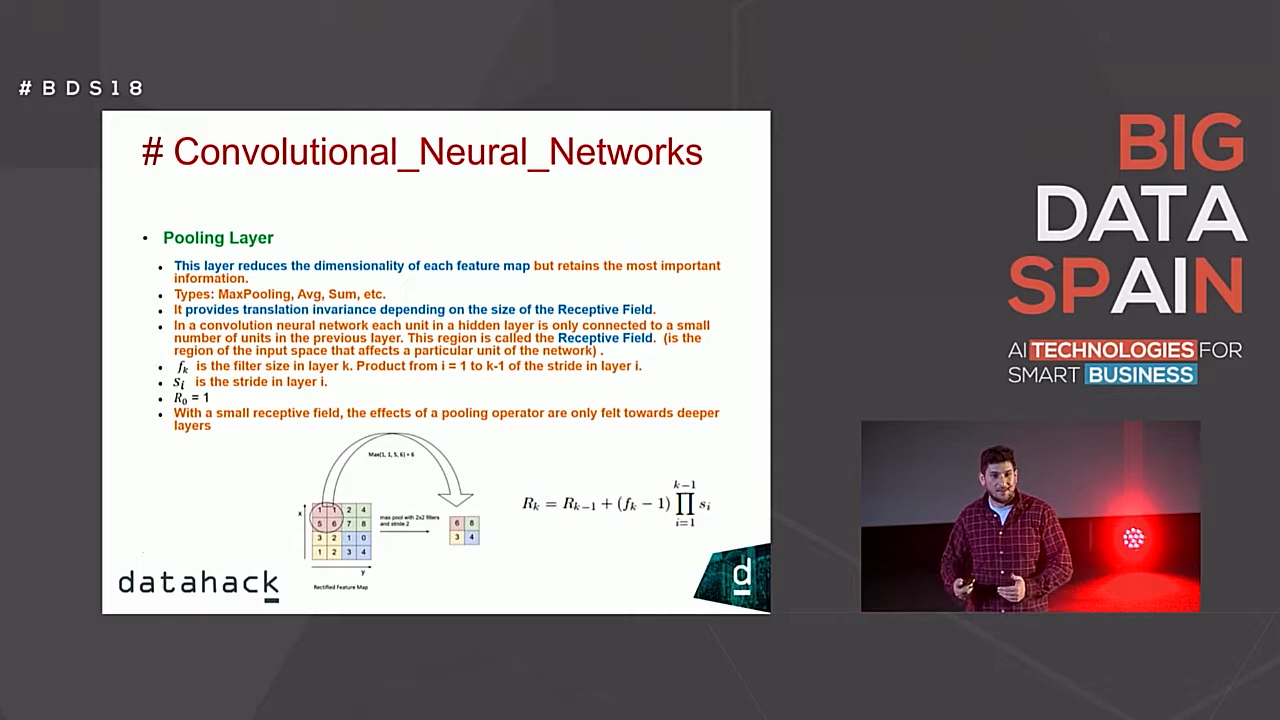 #BDS18
# Convolutional_Neural_Networks
• Pooling Layer
• This layer reduces the dimensionality of each feature map but retains the most important
information.
• Types: MaxPooling, Avg, Sum, etc.
• It provides translation invariance depending on the size of the Receptive Field.
• In a convolution neural network each unit in a hidden layer is only connected to a small
number of units in the previous layer. This region is called the Receptive Field. (is the
region of the input space that affects a particular unit of the network) .
• fₖ is the filter size in layer k. Product from i = 1 to k-1 of the stride in layer i.
• Sᵢ is the stride in layer i.
• R₀ = 1
• With a small receptive field, the effects of a pooling operator are only felt towards deeper
layers
Max(1, 1, 5, 6) = 6
x
1 1 2 4
5 6 7 8
3 2 1 0
1 2 3 4
y
Rectified Feature Map
max pool with 2x2 filters
and stride 2
6 8
3 4
Rₖ = Rₖ₋₁ + (fₖ − 1) ∏ᵢ₌₁ᵏ⁻¹ sᵢ
datahack
d
BIG
DATA
SPAIN
AI TECHNOLOGIES FOR
SMART BUSINESS